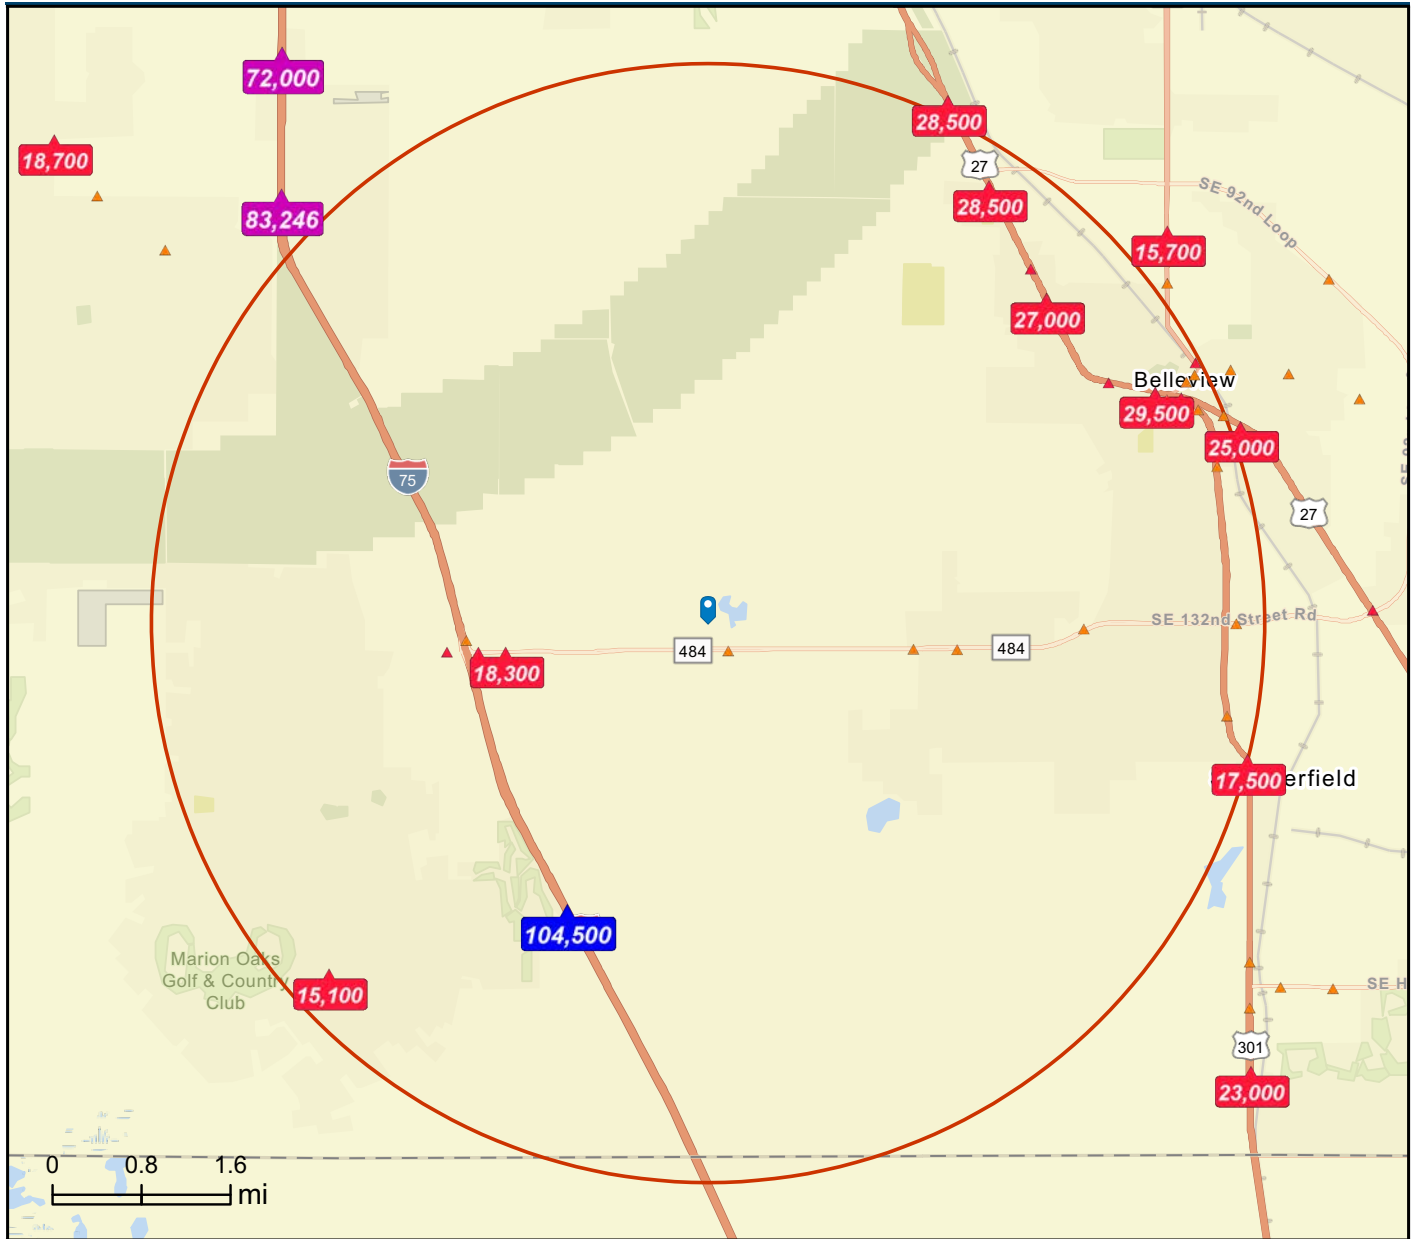 72,000
28,500
18,700
27
SE 92nd Loop
28,500
83,246
15,700
27,000
Belleview
29,500
25,000
75
27
SE 132nd Street Rd
484
484
18,300
17,500
erfield
104,500
Marion Oaks
Golf & Country
Club
15,100
SE H
301
23,000
0 0.8 1.6
mi